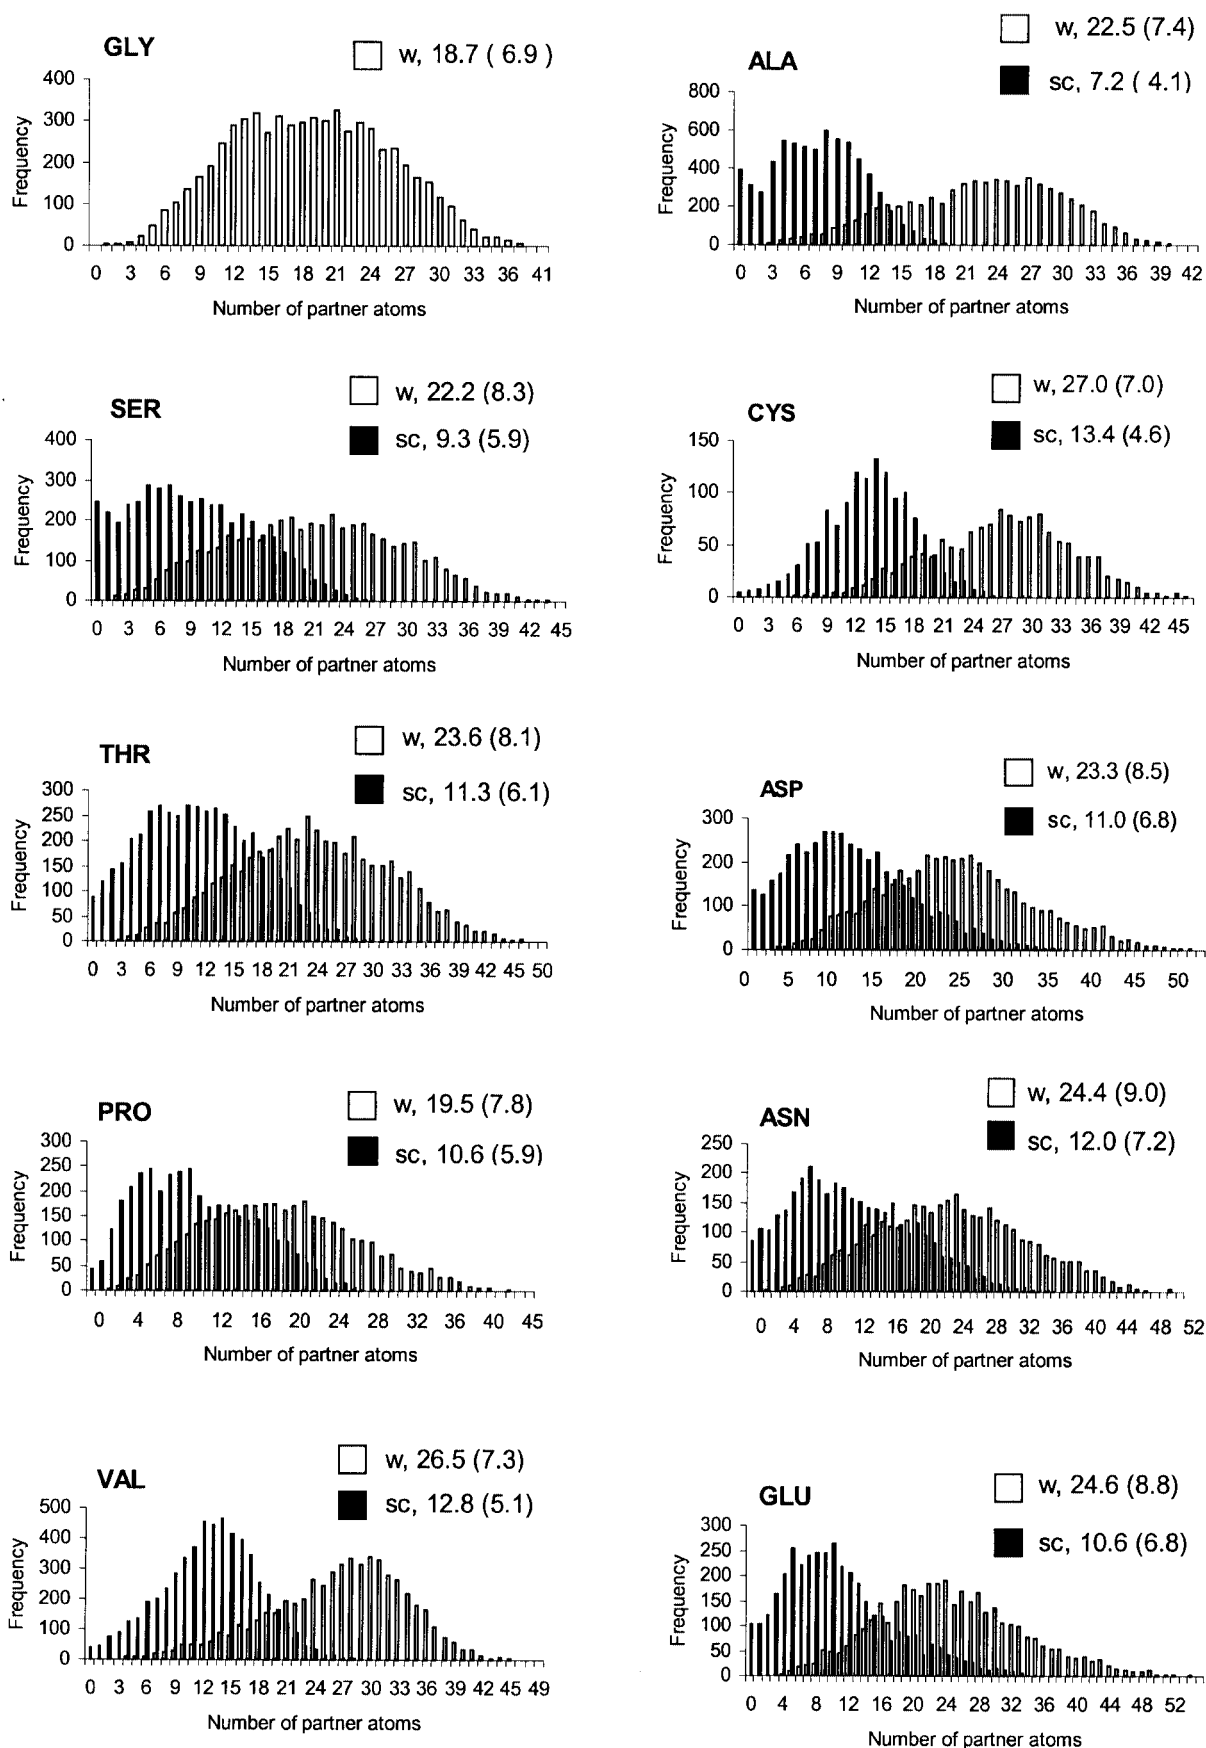 GLY
w, 18.7 ( 6.9 )
400
300
200
100
0
Frequency
0 3 6 9 12 15 18 21 24 27 30 33 36 41
Number of partner atoms
ALA
w, 22.5 (7.4)
sc, 7.2 ( 4.1)
800
600
400
200
0
Frequency
0 3 6 9 12 15 18 21 24 27 30 33 36 39 42
Number of partner atoms
SER
w, 22.2 (8.3)
sc, 9.3 (5.9)
400
300
200
100
0
Frequency
0 3 6 9 12 15 18 21 24 27 30 33 36 39 42 45
Number of partner atoms
CYS
w, 27.0 (7.0)
sc, 13.4 (4.6)
150
100
50
0
Frequency
0 3 6 9 12 15 18 21 24 27 30 33 36 39 42 45
Number of partner atoms
THR
w, 23.6 (8.1)
sc, 11.3 (6.1)
300
250
200
150
100
50
0
Frequency
0 3 6 9 12 15 18 21 24 27 30 33 36 39 42 45 50
Number of partner atoms
ASP
w, 23.3 (8.5)
sc, 11.0 (6.8)
300
200
100
0
Frequency
0 5 10 15 20 25 30 35 40 45 50
Number of partner atoms
PRO
w, 19.5 (7.8)
sc, 10.6 (5.9)
300
250
200
150
100
50
0
Frequency
0 4 8 12 16 20 24 28 32 36 40 45
Number of partner atoms
ASN
w, 24.4 (9.0)
sc, 12.0 (7.2)
250
200
150
100
50
0
Frequency
0 4 8 12 16 20 24 28 32 36 40 44 48 52
Number of partner atoms
VAL
w, 26.5 (7.3)
sc, 12.8 (5.1)
500
400
300
200
100
0
Frequency
0 3 6 9 12 15 18 21 24 27 30 33 36 39 42 45 49
Number of partner atoms
GLU
w, 24.6 (8.8)
sc, 10.6 (6.8)
300
250
200
150
100
50
0
Frequency
0 4 8 12 16 20 24 28 32 36 40 44 48 52
Number of partner atoms